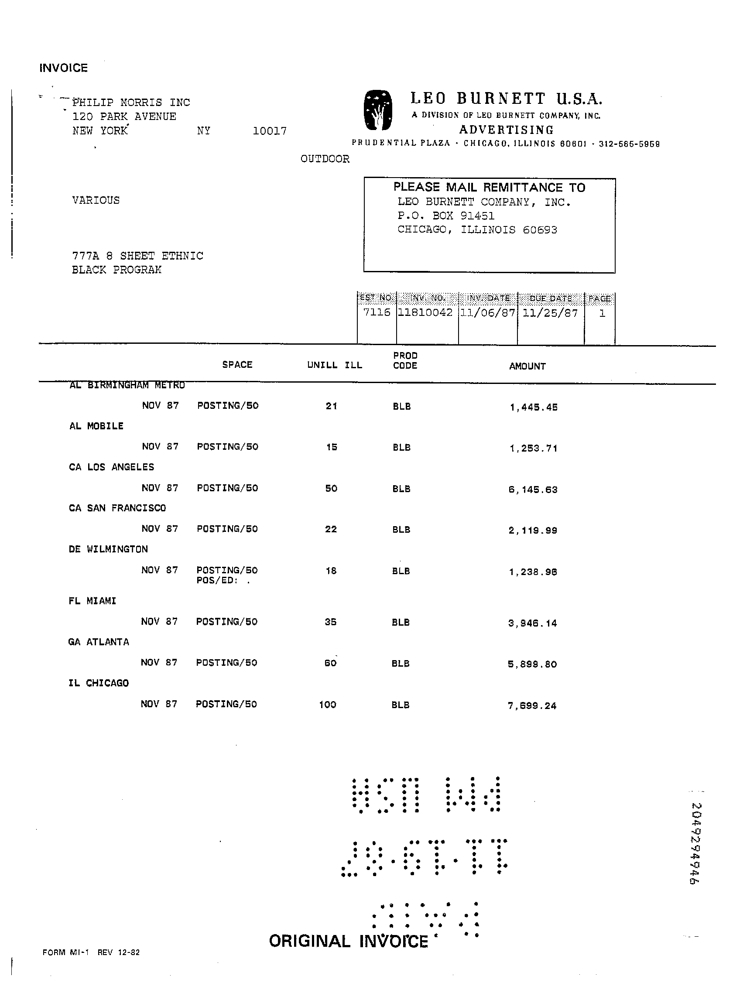 INVOICE
PHILIP MORRIS INC
120 PARK AVENUE
NEW YORK NY 10017
LEO BURNETT U.S.A.
A DIVISION OF LEO BURNETT COMPANY, INC.
ADVERTISING
PRUDENTIAL PLAZA · CHICAGO, ILLINOIS 60601 · 312-565-5959
OUTDOOR
VARIOUS
PLEASE MAIL REMITTANCE TO
LEO BURNETT COMPANY, INC.
P.O. BOX 91451
CHICAGO, ILLINOIS 60693
777A 8 SHEET ETHNIC
BLACK PROGRAM
EST NO. INV. NO. INV. DATE DUE DATE PAGE
7116 11810042 11/06/87 11/25/87 1
SPACE UNILL ILL PROD CODE AMOUNT
AL BIRMINGHAM METRO
NOV 87 POSTING/50 21 BLB 1,445.45
AL MOBILE
NOV 87 POSTING/50 15 BLB 1,253.71
CA LOS ANGELES
NOV 87 POSTING/50 50 BLB 6,145.63
CA SAN FRANCISCO
NOV 87 POSTING/50 22 BLB 2,119.99
DE WILMINGTON
NOV 87 POSTING/50 18 BLB 1,238.98
POS/ED: .
FL MIAMI
NOV 87 POSTING/50 35 BLB 3,946.14
GA ATLANTA
NOV 87 POSTING/50 60 BLB 5,899.80
IL CHICAGO
NOV 87 POSTING/50 100 BLB 7,699.24
PM USA
11·19·87
PAID
2049294946
ORIGINAL INVOICE
FORM MI-1 REV 12-82